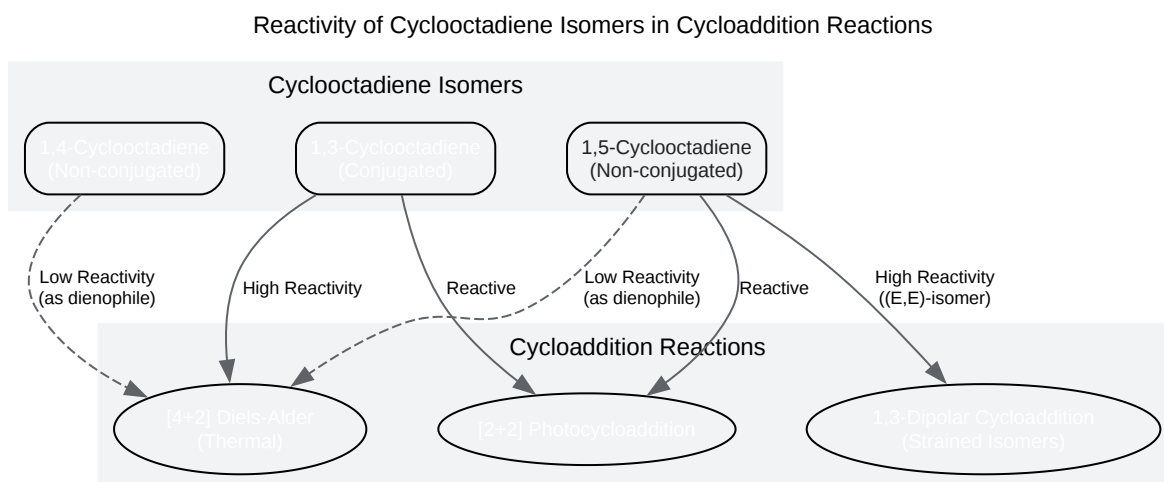 Reactivity of Cyclooctadiene Isomers in Cycloaddition Reactions
Cyclooctadiene Isomers
1,4-Cyclooctadiene
(Non-conjugated)
1,3-Cyclooctadiene
(Conjugated)
1,5-Cyclooctadiene
(Non-conjugated)
Low Reactivity
(as dienophile)
High Reactivity
Reactive
Low Reactivity
(as dienophile)
Reactive
High Reactivity
((E,E)-isomer)
Cycloaddition Reactions
[4+2] Diels-Alder
(Thermal)
[2+2] Photocycloaddition
1,3-Dipolar Cycloaddition
(Strained Isomers)